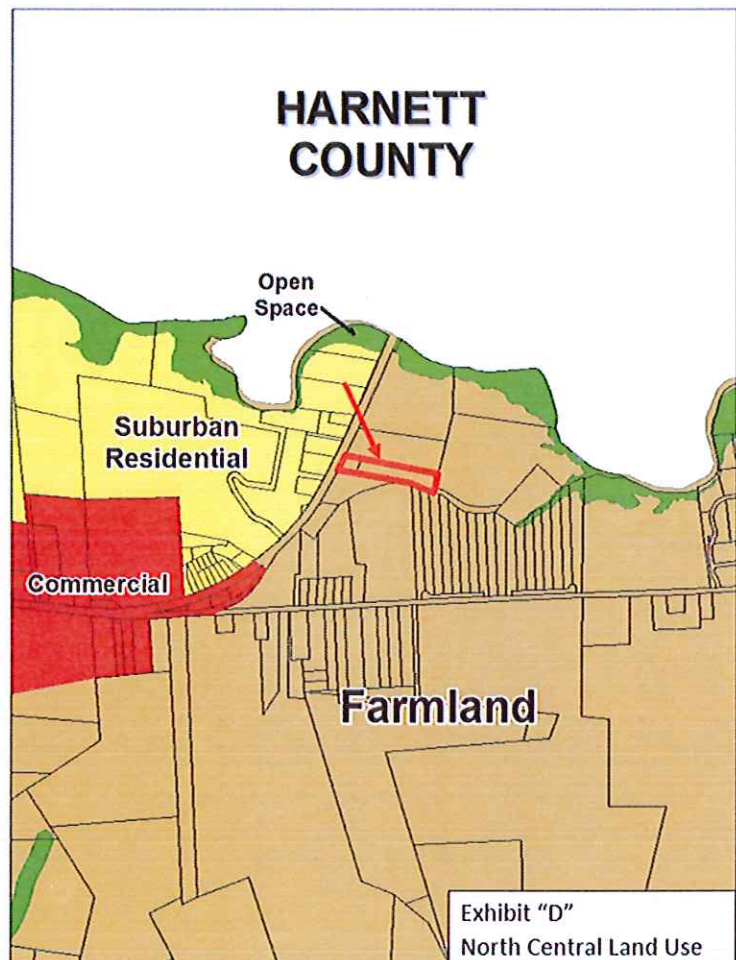 HARNETT
COUNTY
Open
Space
Suburban
Residential
Commercial
Farmland
Exhibit “D”
North Central Land Use